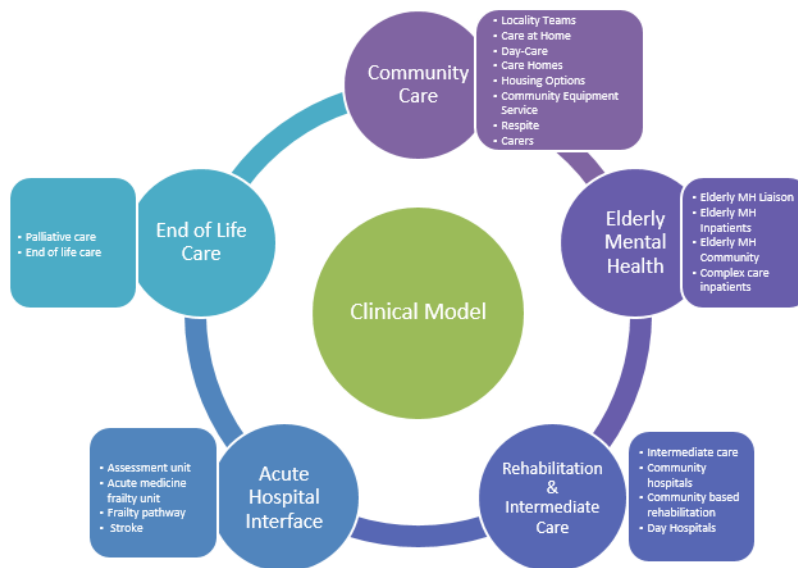 • Locality Teams
• Care at Home
• Day-Care
• Care Homes
• Housing Options
• Community Equipment
Service
• Respite
• Carers
Community
Care
• Elderly MH Liaison
• Elderly MH
Inpatients
• Elderly MH
Community
• Complex care
inpatients
Elderly
Mental
Health
• Palliative care
• End of life care
End of Life
Care
Clinical Model
• Assessment unit
• Acute medicine
frailty unit
• Frailty pathway
• Stroke
Acute
Hospital
Interface
Rehabilitation
&
Intermediate
Care
• Intermediate care
• Community
hospitals
• Community based
rehabilitation
• Day Hospitals